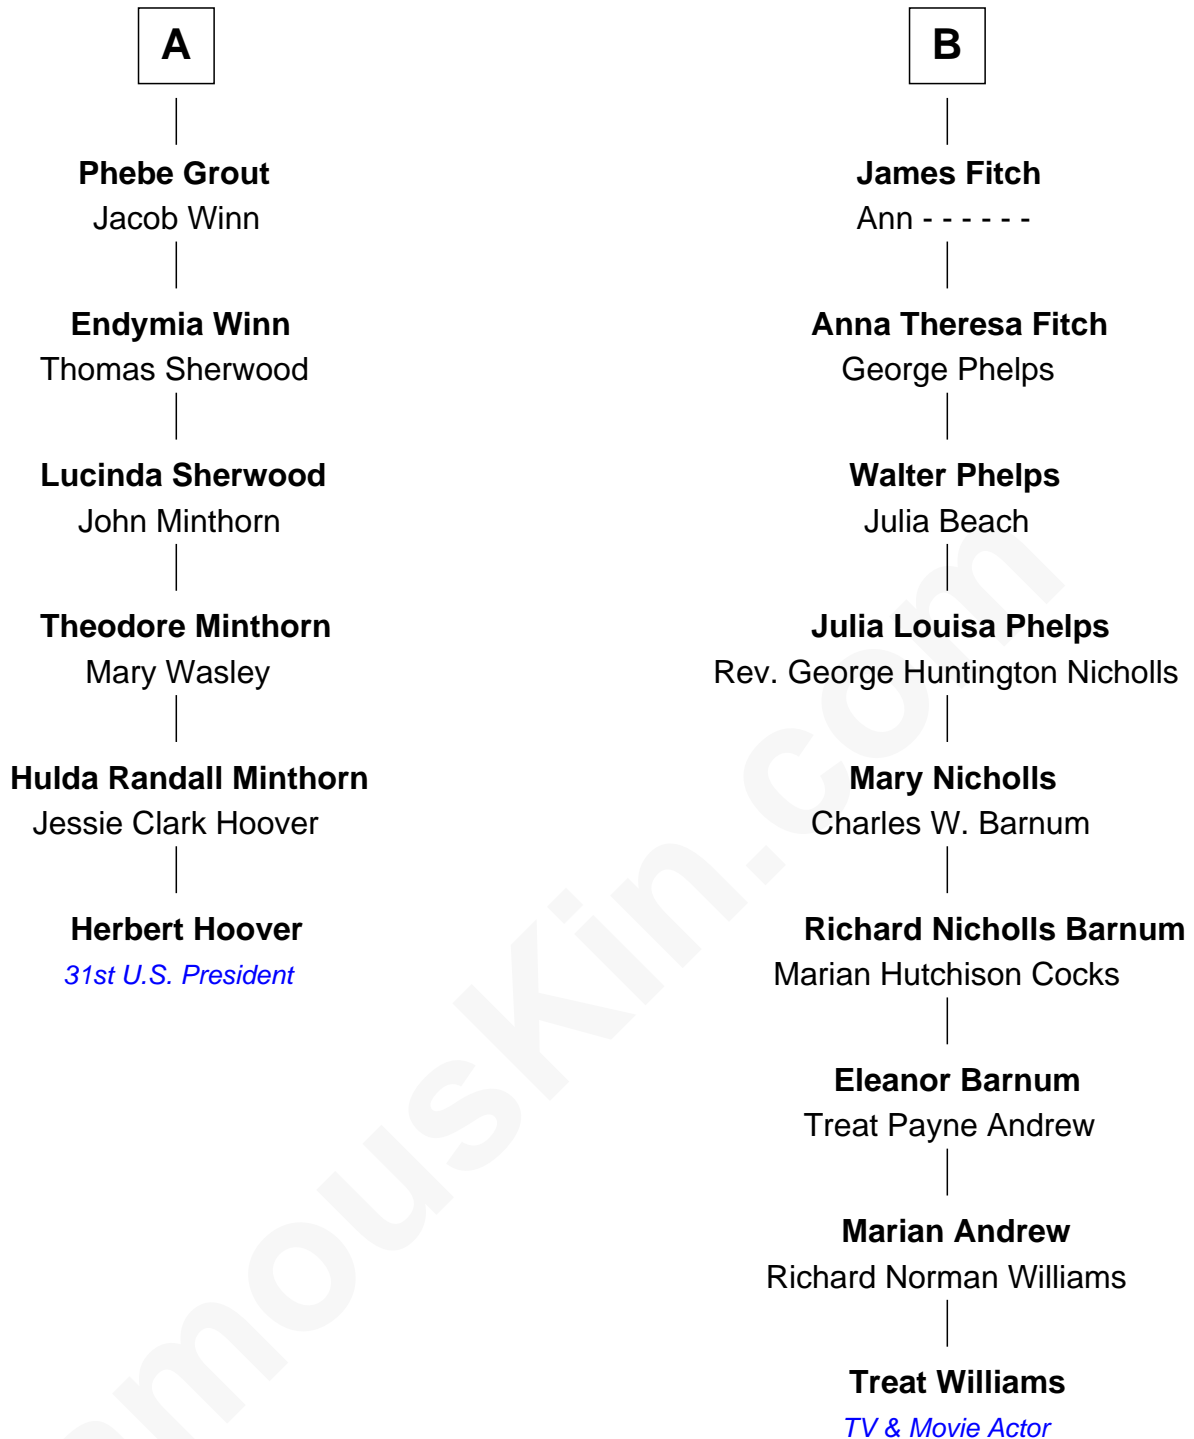 A
Phebe Grout
Jacob Winn
Endymia Winn
Thomas Sherwood
Lucinda Sherwood
John Minthorn
Theodore Minthorn
Mary Wasley
Hulda Randall Minthorn
Jessie Clark Hoover
Herbert Hoover
31st U.S. President
B
James Fitch
Ann - - - - - -
Anna Theresa Fitch
George Phelps
Walter Phelps
Julia Beach
Julia Louisa Phelps
Rev. George Huntington Nicholls
Mary Nicholls
Charles W. Barnum
Richard Nicholls Barnum
Marian Hutchison Cocks
Eleanor Barnum
Treat Payne Andrew
Marian Andrew
Richard Norman Williams
Treat Williams
TV & Movie Actor
amouskin.com